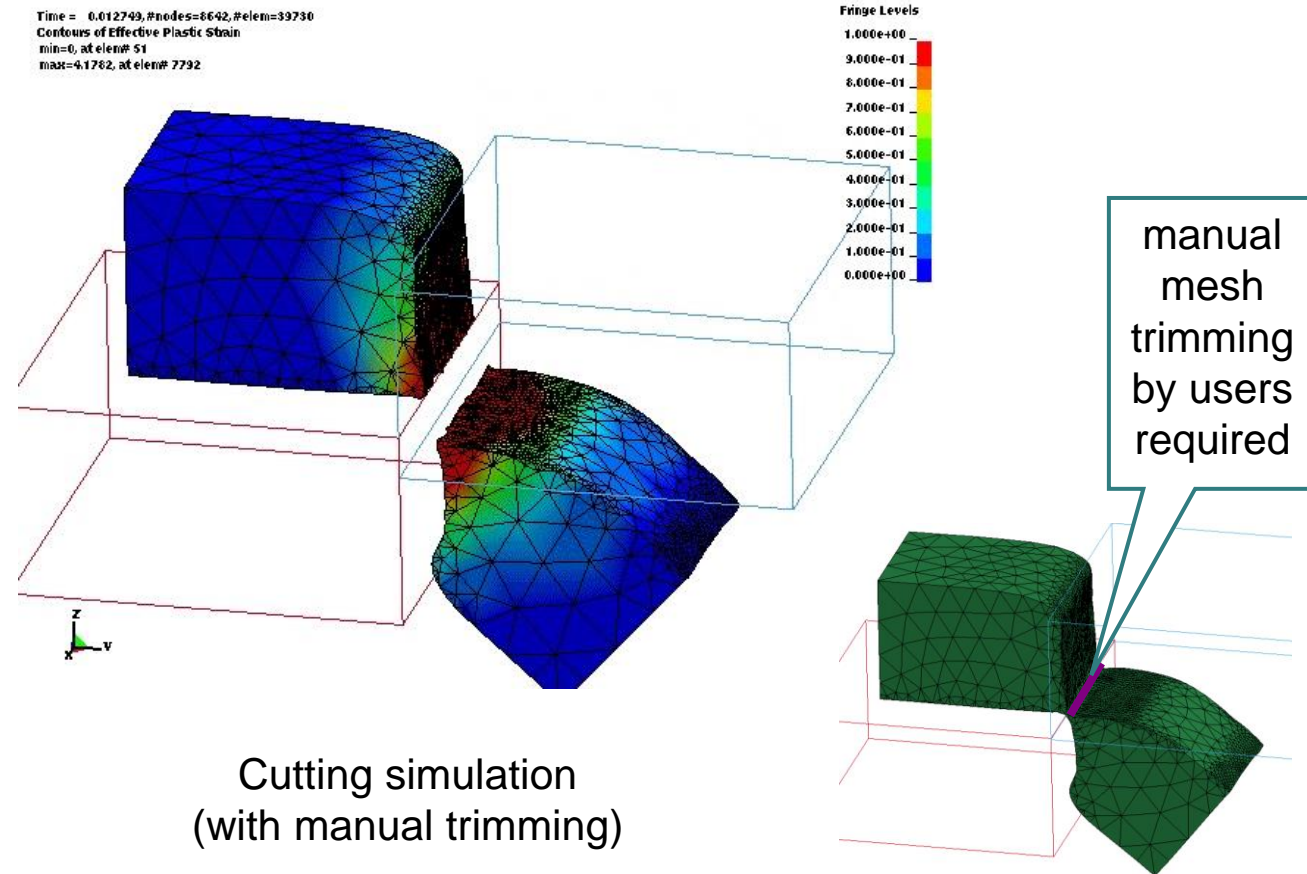 Time = 0.012749, #nodes=8642, #elem=39730
Contours of Effective Plastic Strain
min=0, at elem# 51
max=4.1782, at elem# 7792
Fringe Levels
1.000e+00
9.000e-01
8.000e-01
7.000e-01
6.000e-01
5.000e-01
4.000e-01
3.000e-01
2.000e-01
1.000e-01
0.000e+00
manual
mesh
trimming
by users
required
Z
X
Y
Cutting simulation
(with manual trimming)